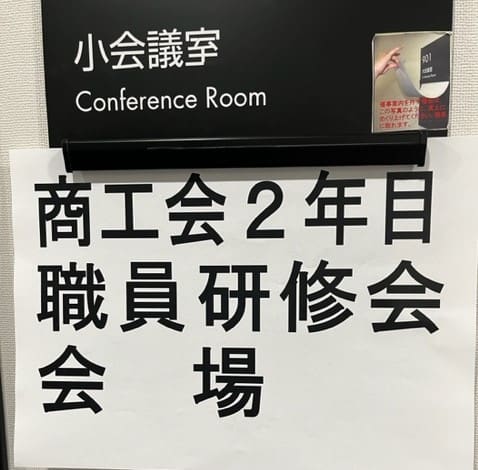 小会議室
Conference Room
901
商工会2年目
職員研修会
会 場